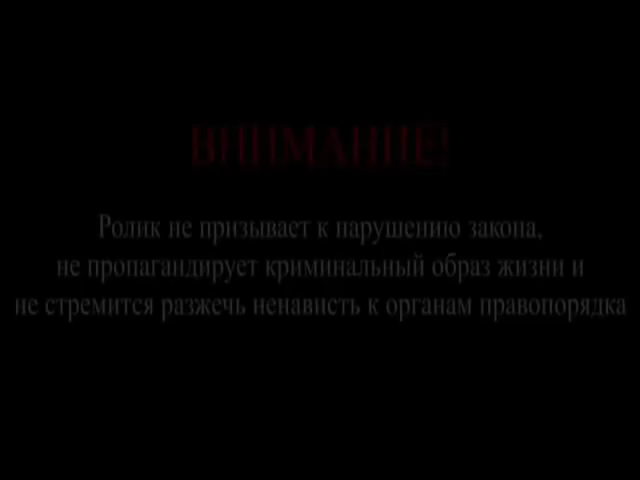 ВНИМАНИЕ!
Ролик не призывает к нарушению закона,
не пропагандирует криминальный образ жизни и
не стремится разжечь ненависть к органам правопорядка